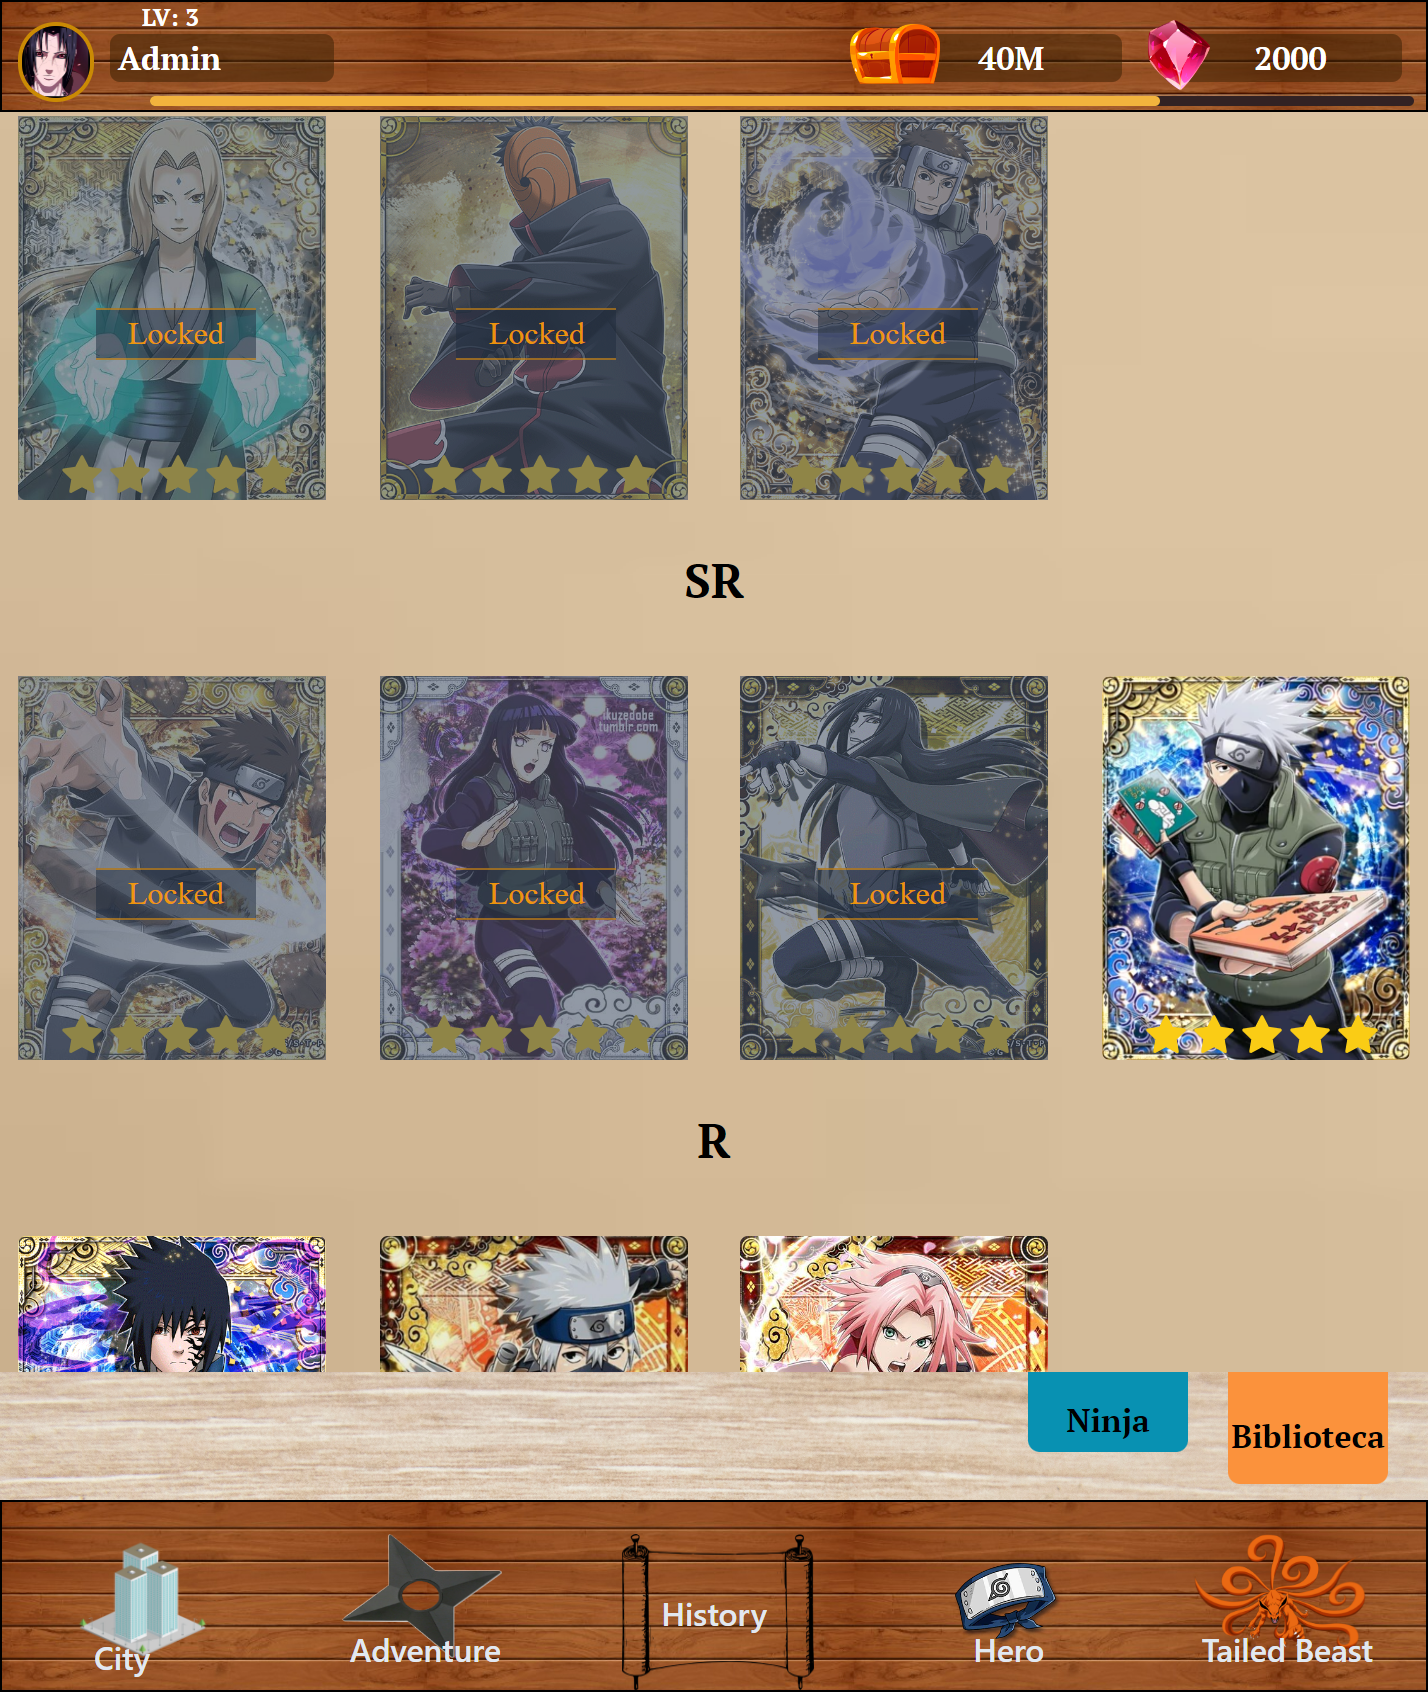 LV: 3
Admin
40M
2000
Locked
Locked
Locked
SR
ikuzedobe
tumblr.com
Locked
Locked
Locked
R
Ninja
Biblioteca
City
Adventure
History
Hero
Tailed Beast